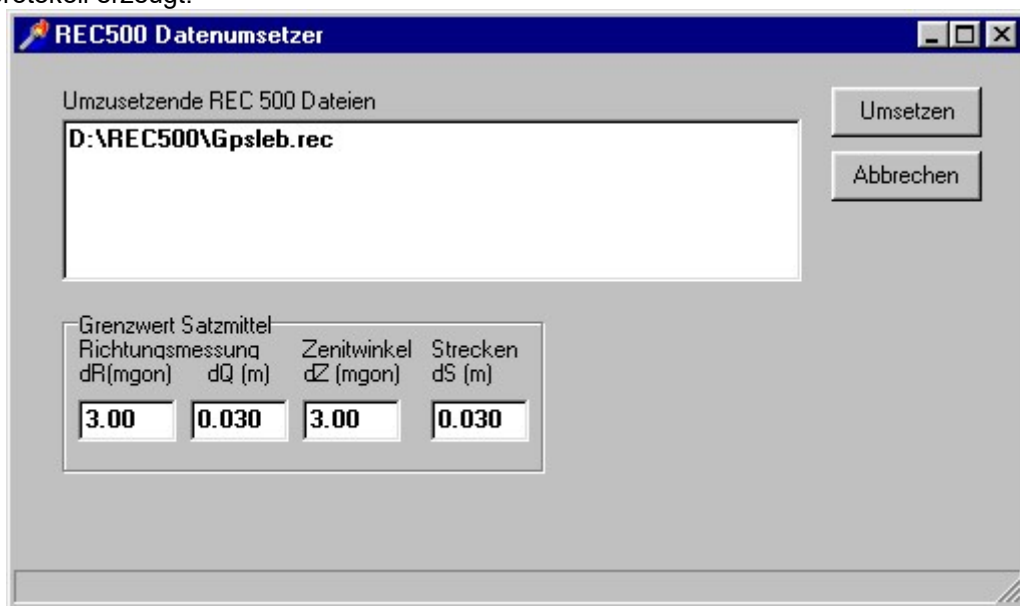 REC500 Datenumsetzer
Umzusetzende REC 500 Dateien
D:\REC500\Gpsleb.rec
Umsetzen
Abbrechen
Grenzwert Satzmittel
Richtungsmessung Zenitwinkel Strecken
dR(mgon) dQ (m) dZ (mgon) dS (m)
3.00 0.030 3.00 0.030